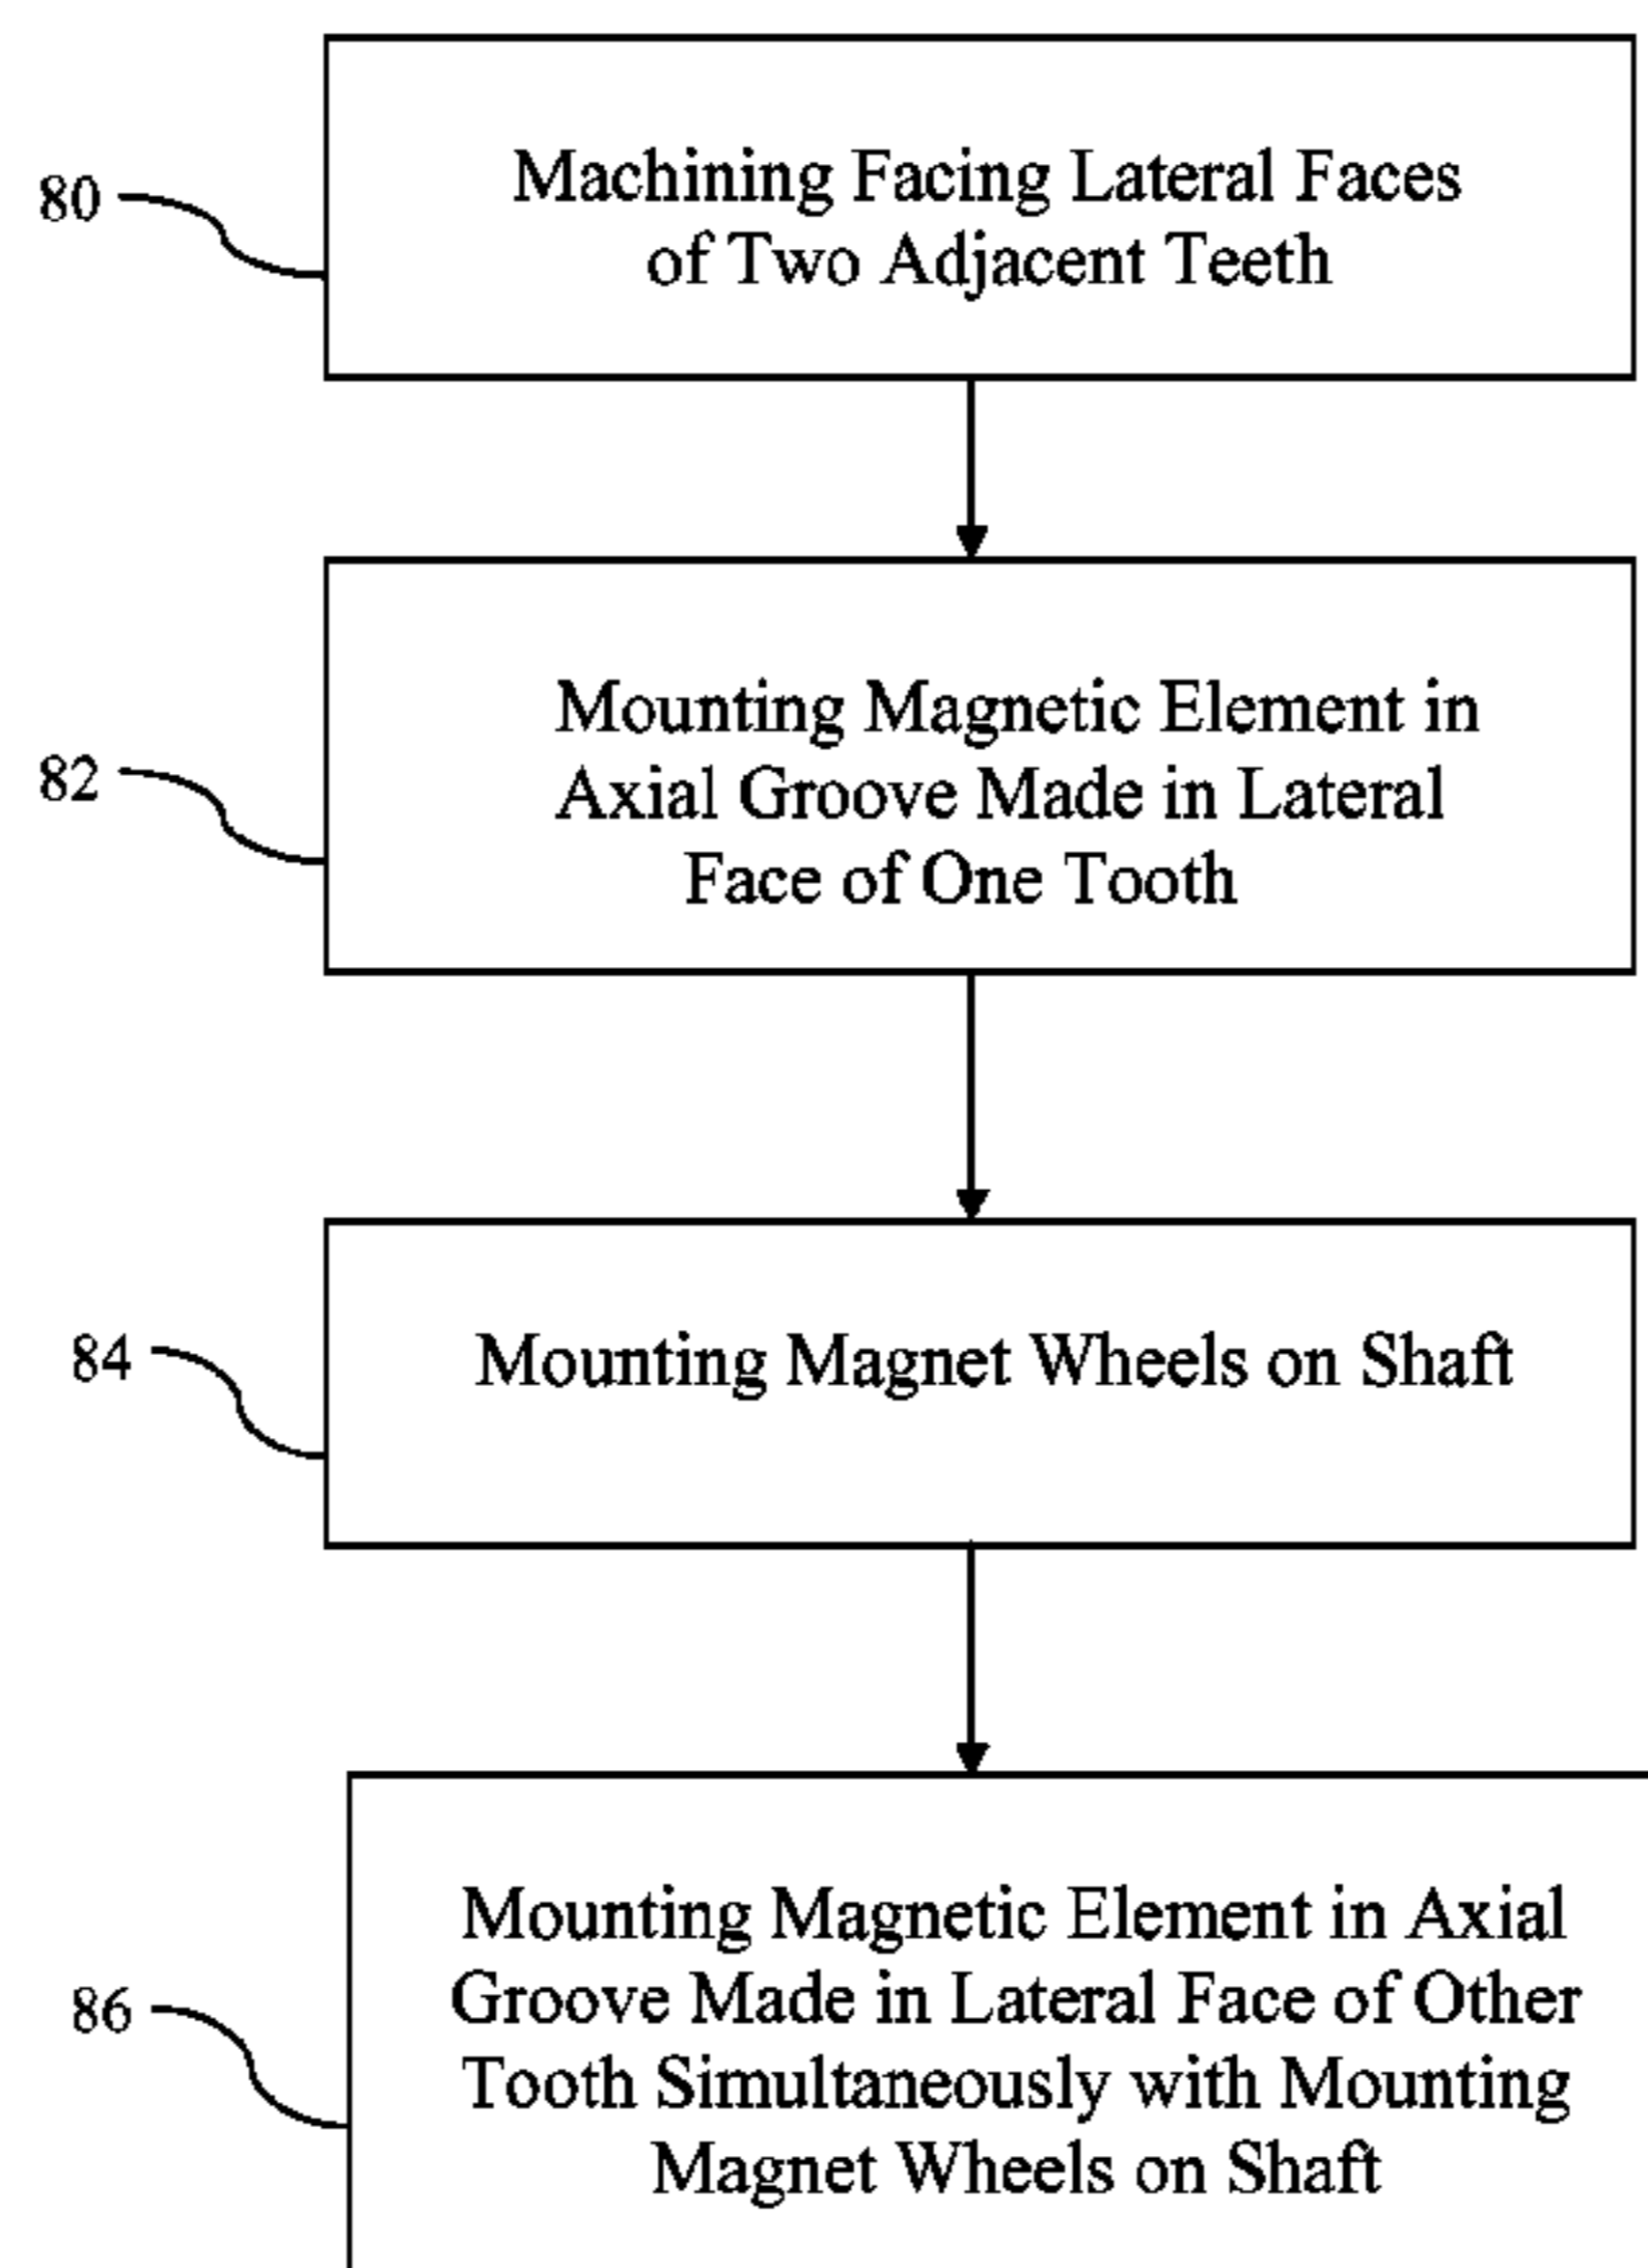 80
Machining Facing Lateral Faces
of Two Adjacent Teeth
82
Mounting Magnetic Element in
Axial Groove Made in Lateral
Face of One Tooth
84
Mounting Magnet Wheels on Shaft
86
Mounting Magnetic Element in Axial
Groove Made in Lateral Face of Other
Tooth Simultaneously with Mounting
Magnet Wheels on Shaft